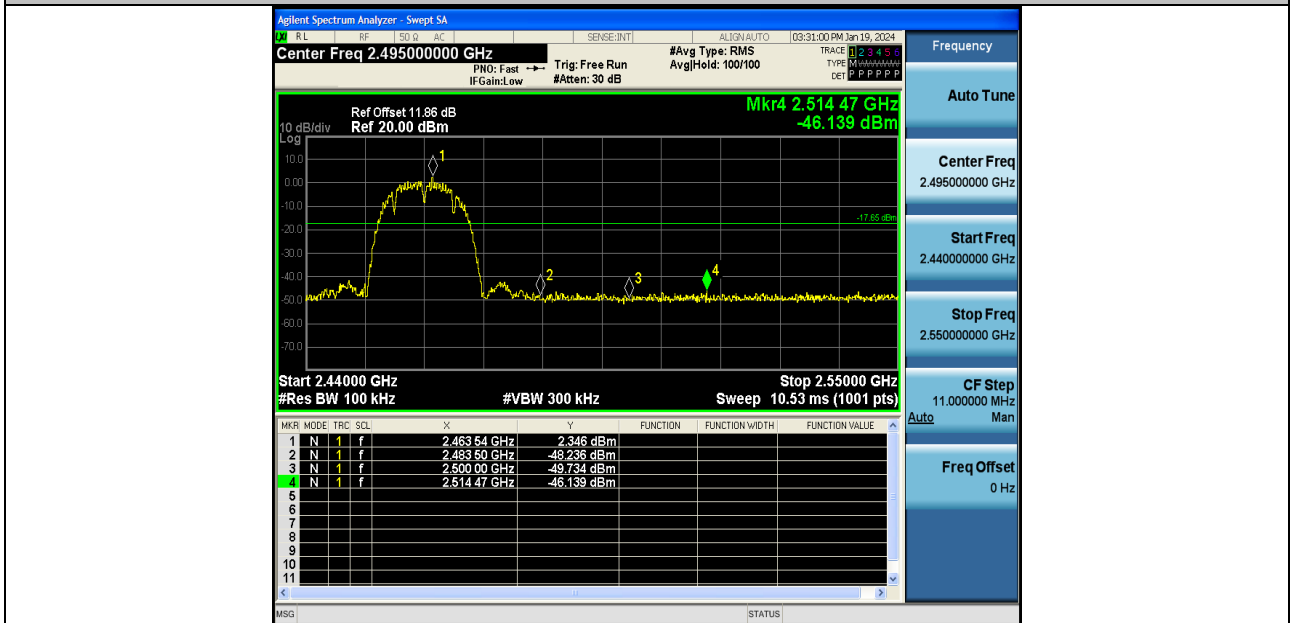 Agilent Spectrum Analyzer - Swept SA
RL RF 50 Ω AC SENSE:INT ALIGN AUTO 03:31:00 PM Jan 19, 2024
Center Freq 2.495000000 GHz
PNO: Fast
IFGain:Low
Trig: Free Run
#Atten: 30 dB
#Avg Type: RMS
Avg|Hold: 100/100
TRACE 1 2 3 4 5 6
TYPE M
DET P P P P P P
Ref Offset 11.86 dB
10 dB/div Ref 20.00 dBm
Log
Mkr4 2.514 47 GHz
-46.139 dBm
10.0
0.00
-10.0
-20.0
-30.0
-40.0
-50.0
-60.0
-70.0
1
2
3
4
-17.65 dBm
Start 2.44000 GHz Stop 2.55000 GHz
#Res BW 100 kHz #VBW 300 kHz Sweep 10.53 ms (1001 pts)
MKR MODE TRC SCL X Y FUNCTION FUNCTION WIDTH FUNCTION VALUE
1 N 1 f 2.463 54 GHz 2.346 dBm
2 N 1 f 2.483 50 GHz -48.236 dBm
3 N 1 f 2.500 00 GHz -49.734 dBm
4 N 1 f 2.514 47 GHz -46.139 dBm
5
6
7
8
9
10
11
MSG STATUS
Frequency
Auto Tune
Center Freq
2.495000000 GHz
Start Freq
2.440000000 GHz
Stop Freq
2.550000000 GHz
CF Step
11.000000 MHz
Auto Man
Freq Offset
0 Hz